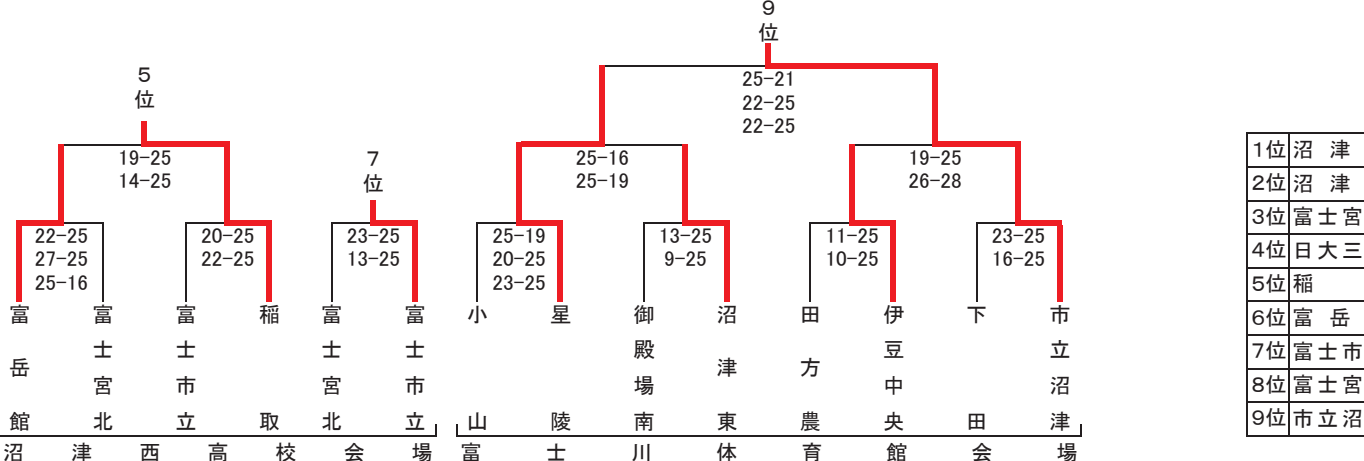 9位
25-21
22-25
22-25
5位
19-25
14-25
7位
25-16
25-19
19-25
26-28
22-25
27-25
25-16
20-25
22-25
23-25
13-25
25-19
20-25
23-25
13-25
9-25
11-25
10-25
23-25
16-25
富岳館
富士宮北
富士市立
稲取
富士宮北
富士市立
小山
星陵
御殿場南
沼津東
田方農
伊豆中央
下田
市立沼津
沼津西高校会場
富士川体育館会場
1位 沼 津
2位 沼 津
3位 富士宮
4位 日大三
5位 稲
6位 富 岳
7位 富士市
8位 富士宮
9位 市立沼